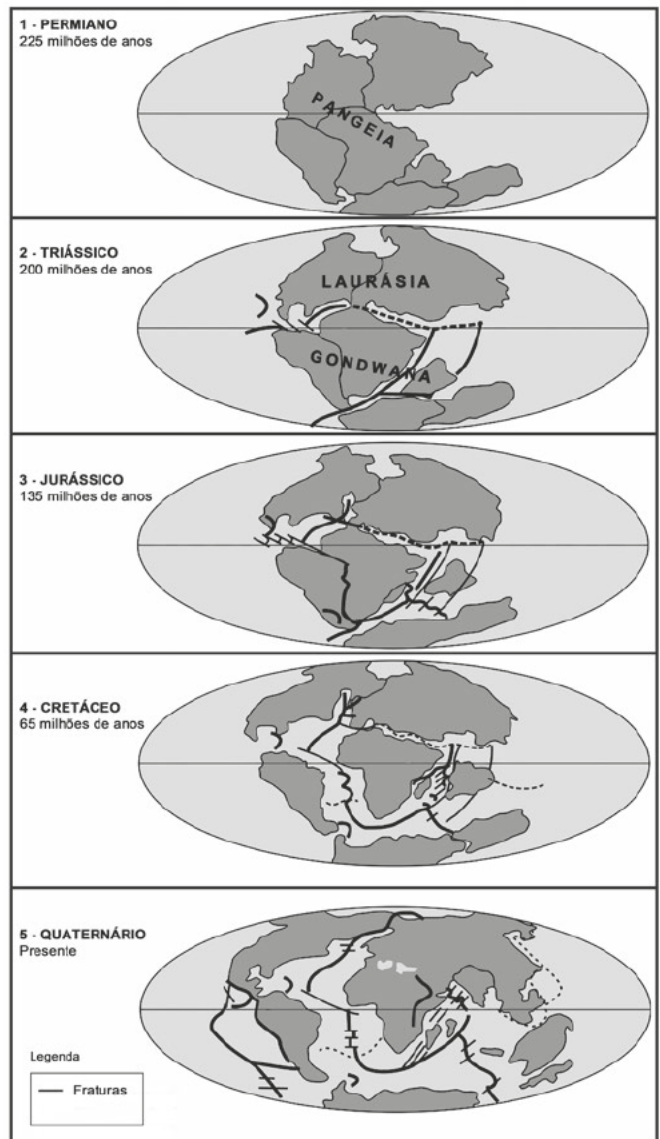 1 - PERMIANO
225 milhões de anos
PANGEIA
2 - TRIÁSSICO
200 milhões de anos
LAURÁSIA
GONDWANA
3 - JURÁSSICO
135 milhões de anos
4 - CRETÁCEO
65 milhões de anos
5 - QUATERNÁRIO
Presente
Legenda
Fraturas